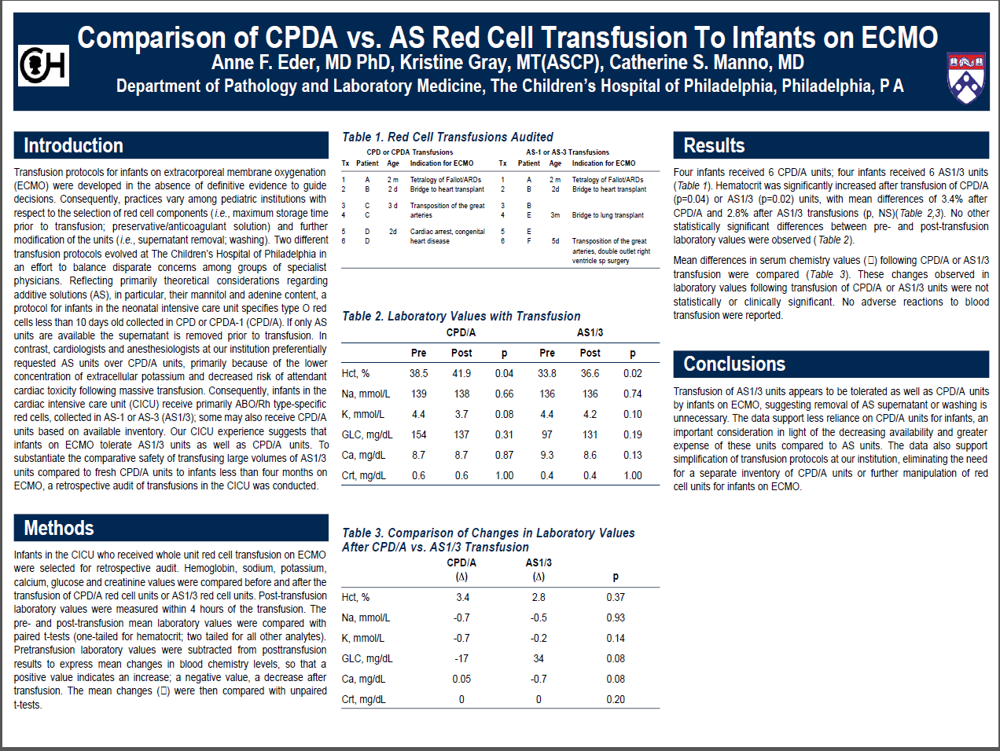 Comparison of CPDA vs. AS Red Cell Transfusion To Infants on ECMO
Anne F. Eder, MD PhD, Kristine Gray, MT(ASCP), Catherine S. Manno, MD
Department of Pathology and Laboratory Medicine, The Children's Hospital of Philadelphia, Philadelphia, P A
Introduction
Transfusion protocols for infants on extracorporeal membrane oxygenation
(ECMO) were developed in the absence of definitive evidence to guide
decisions. Consequently, practices vary among pediatric institutions with
respect to the selection of red cell components (i.e., maximum storage time
prior to transfusion; preservative/anticoagulant solution) and further
modification of the units (i.e., supernatant removal; washing). Two different
transfusion protocols evolved at The Children's Hospital of Philadelphia in
an effort to balance disparate concerns among groups of specialist
physicians. Reflecting primarily theoretical considerations regarding
additive solutions (AS), in particular, their mannitol and adenine content, a
protocol for infants in the neonatal intensive care unit specifies type O red
cells less than 10 days old collected in CPD or CPDA-1 (CPD/A). If only AS
units are available the supernatant is removed prior to transfusion. In
contrast, cardiologists and anesthesiologists at our institution preferentially
requested AS units over CPD/A units, primarily because of the lower
concentration of extracellular potassium and decreased risk of attendant
cardiac toxicity following massive transfusion. Consequently, infants in the
cardiac intensive care unit (CICU) receive primarily ABO/Rh type-specific
red cells, collected in AS-1 or AS-3 (AS1/3); some may also receive CPD/A
units based on available inventory. Our CICU experience suggests that
infants on ECMO tolerate AS1/3 units as well as CPD/A units. To
substantiate the comparative safety of transfusing large volumes of AS1/3
units compared to fresh CPD/A units to infants less than four months on
ECMO, a retrospective audit of transfusions in the CICU was conducted.
Methods
Infants in the CICU who received whole unit red cell transfusion on ECMO
were selected for retrospective audit. Hemoglobin, sodium, potassium,
calcium, glucose and creatinine values were compared before and after the
transfusion of CPD/A red cell units or AS1/3 red cell units. Post-transfusion
laboratory values were measured within 4 hours of the transfusion. The
pre- and post-transfusion mean laboratory values were compared with
paired t-tests (one-tailed for hematocrit; two tailed for all other analytes).
Pretransfusion laboratory values were subtracted from posttransfusion
results to express mean changes in blood chemistry levels, so that a
positive value indicates an increase; a negative value, a decrease after
transfusion. The mean changes (▯) were then compared with unpaired
t-tests.
Table 1. Red Cell Transfusions Audited
CPD or CPDA Transfusions AS-1 or AS-3 Transfusions
Tx Patient Age Indication for ECMO Tx Patient Age Indication for ECMO
1 A 2 m Tetralogy of Fallot/ARDs 1 A 2 m Tetralogy of Fallot/ARDs
2 B 2 d Bridge to heart transplant 2 B 2d Bridge to heart transplant
3 C 3 d Transposition of the great 3 B
4 C arteries 4 E 3m Bridge to lung transplant
5 D 2d Cardiac arrest, congenital 5 E
6 D heart disease 6 F 5d Transposition of the great
arteries, double outlet right
ventricle sp surgery
Table 2. Laboratory Values with Transfusion
CPD/A AS1/3
Pre Post p Pre Post p
Hct, % 38.5 41.9 0.04 33.8 36.6 0.02
Na, mmol/L 139 138 0.66 136 136 0.74
K, mmol/L 4.4 3.7 0.08 4.4 4.2 0.10
GLC, mg/dL 154 137 0.31 97 131 0.19
Ca, mg/dL 8.7 8.7 0.87 9.3 8.6 0.13
Crt, mg/dL 0.6 0.6 1.00 0.4 0.4 1.00
Table 3. Comparison of Changes in Laboratory Values
After CPD/A vs. AS1/3 Transfusion
CPD/A AS1/3
(Δ) (Δ) p
Hct, % 3.4 2.8 0.37
Na, mmol/L -0.7 -0.5 0.93
K, mmol/L -0.7 -0.2 0.14
GLC, mg/dL -17 34 0.08
Ca, mg/dL 0.05 -0.7 0.08
Crt, mg/dL 0 0 0.20
Results
Four infants received 6 CPD/A units; four infants received 6 AS1/3 units
(Table 1). Hematocrit was significantly increased after transfusion of CPD/A
(p=0.04) or AS1/3 (p=0.02) units, with mean differences of 3.4% after
CPD/A and 2.8% after AS1/3 transfusions (p, NS)(Table 2,3). No other
statistically significant differences between pre- and post-transfusion
laboratory values were observed (Table 2).
Mean differences in serum chemistry values (▯) following CPD/A or AS1/3
transfusion were compared (Table 3). These changes observed in
laboratory values following transfusion of CPD/A or AS1/3 units were not
statistically or clinically significant. No adverse reactions to blood
transfusion were reported.
Conclusions
Transfusion of AS1/3 units appears to be tolerated as well as CPD/A units
by infants on ECMO, suggesting removal of AS supernatant or washing is
unnecessary. The data support less reliance on CPD/A units for infants, an
important consideration in light of the decreasing availability and greater
expense of these units compared to AS units. The data also support
simplification of transfusion protocols at our institution, eliminating the need
for a separate inventory of CPD/A units or further manipulation of red
cell units for infants on ECMO.